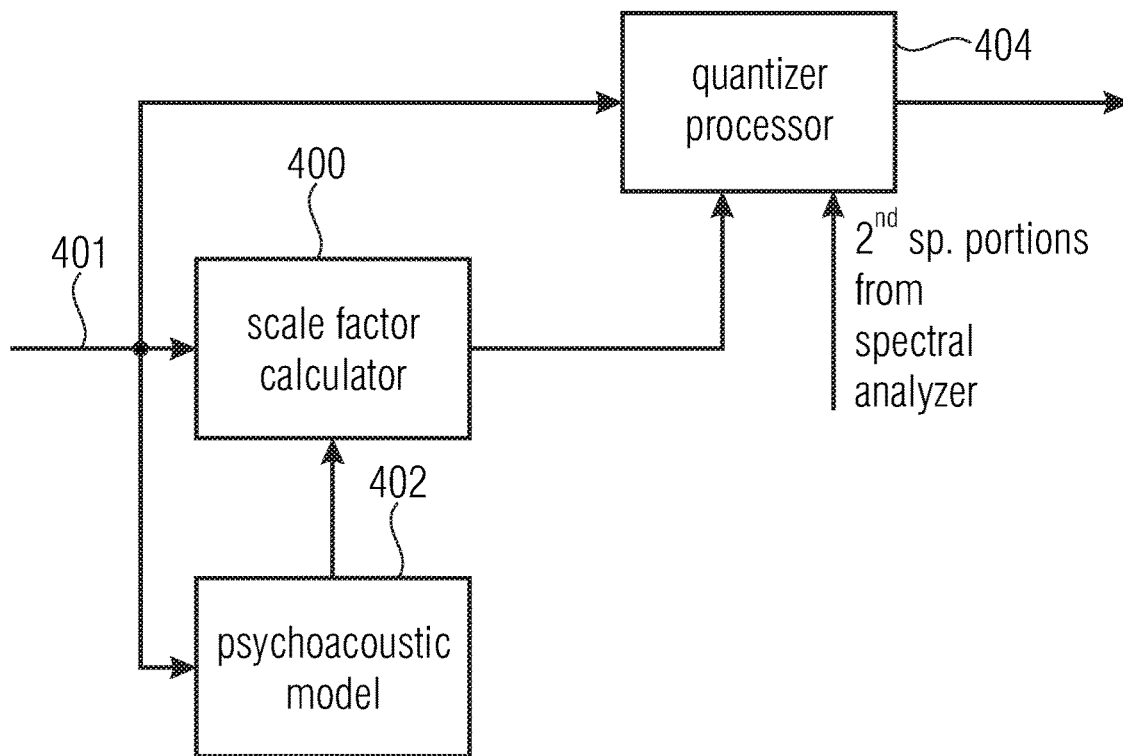 404
quantizer
processor
400
2nd sp. portions
from
spectral
analyzer
401
scale factor
calculator
402
psychoacoustic
model